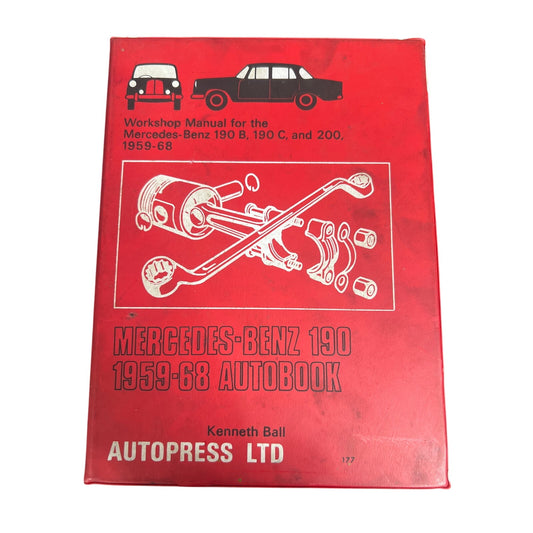 Workshop Manual for the
Mercedes-Benz 190 B, 190 C, and 200,
1959-68
MERCEDES-BENZ 190
1959-68 AUTOBOOK
Kenneth Ball
AUTOPRESS LTD
177